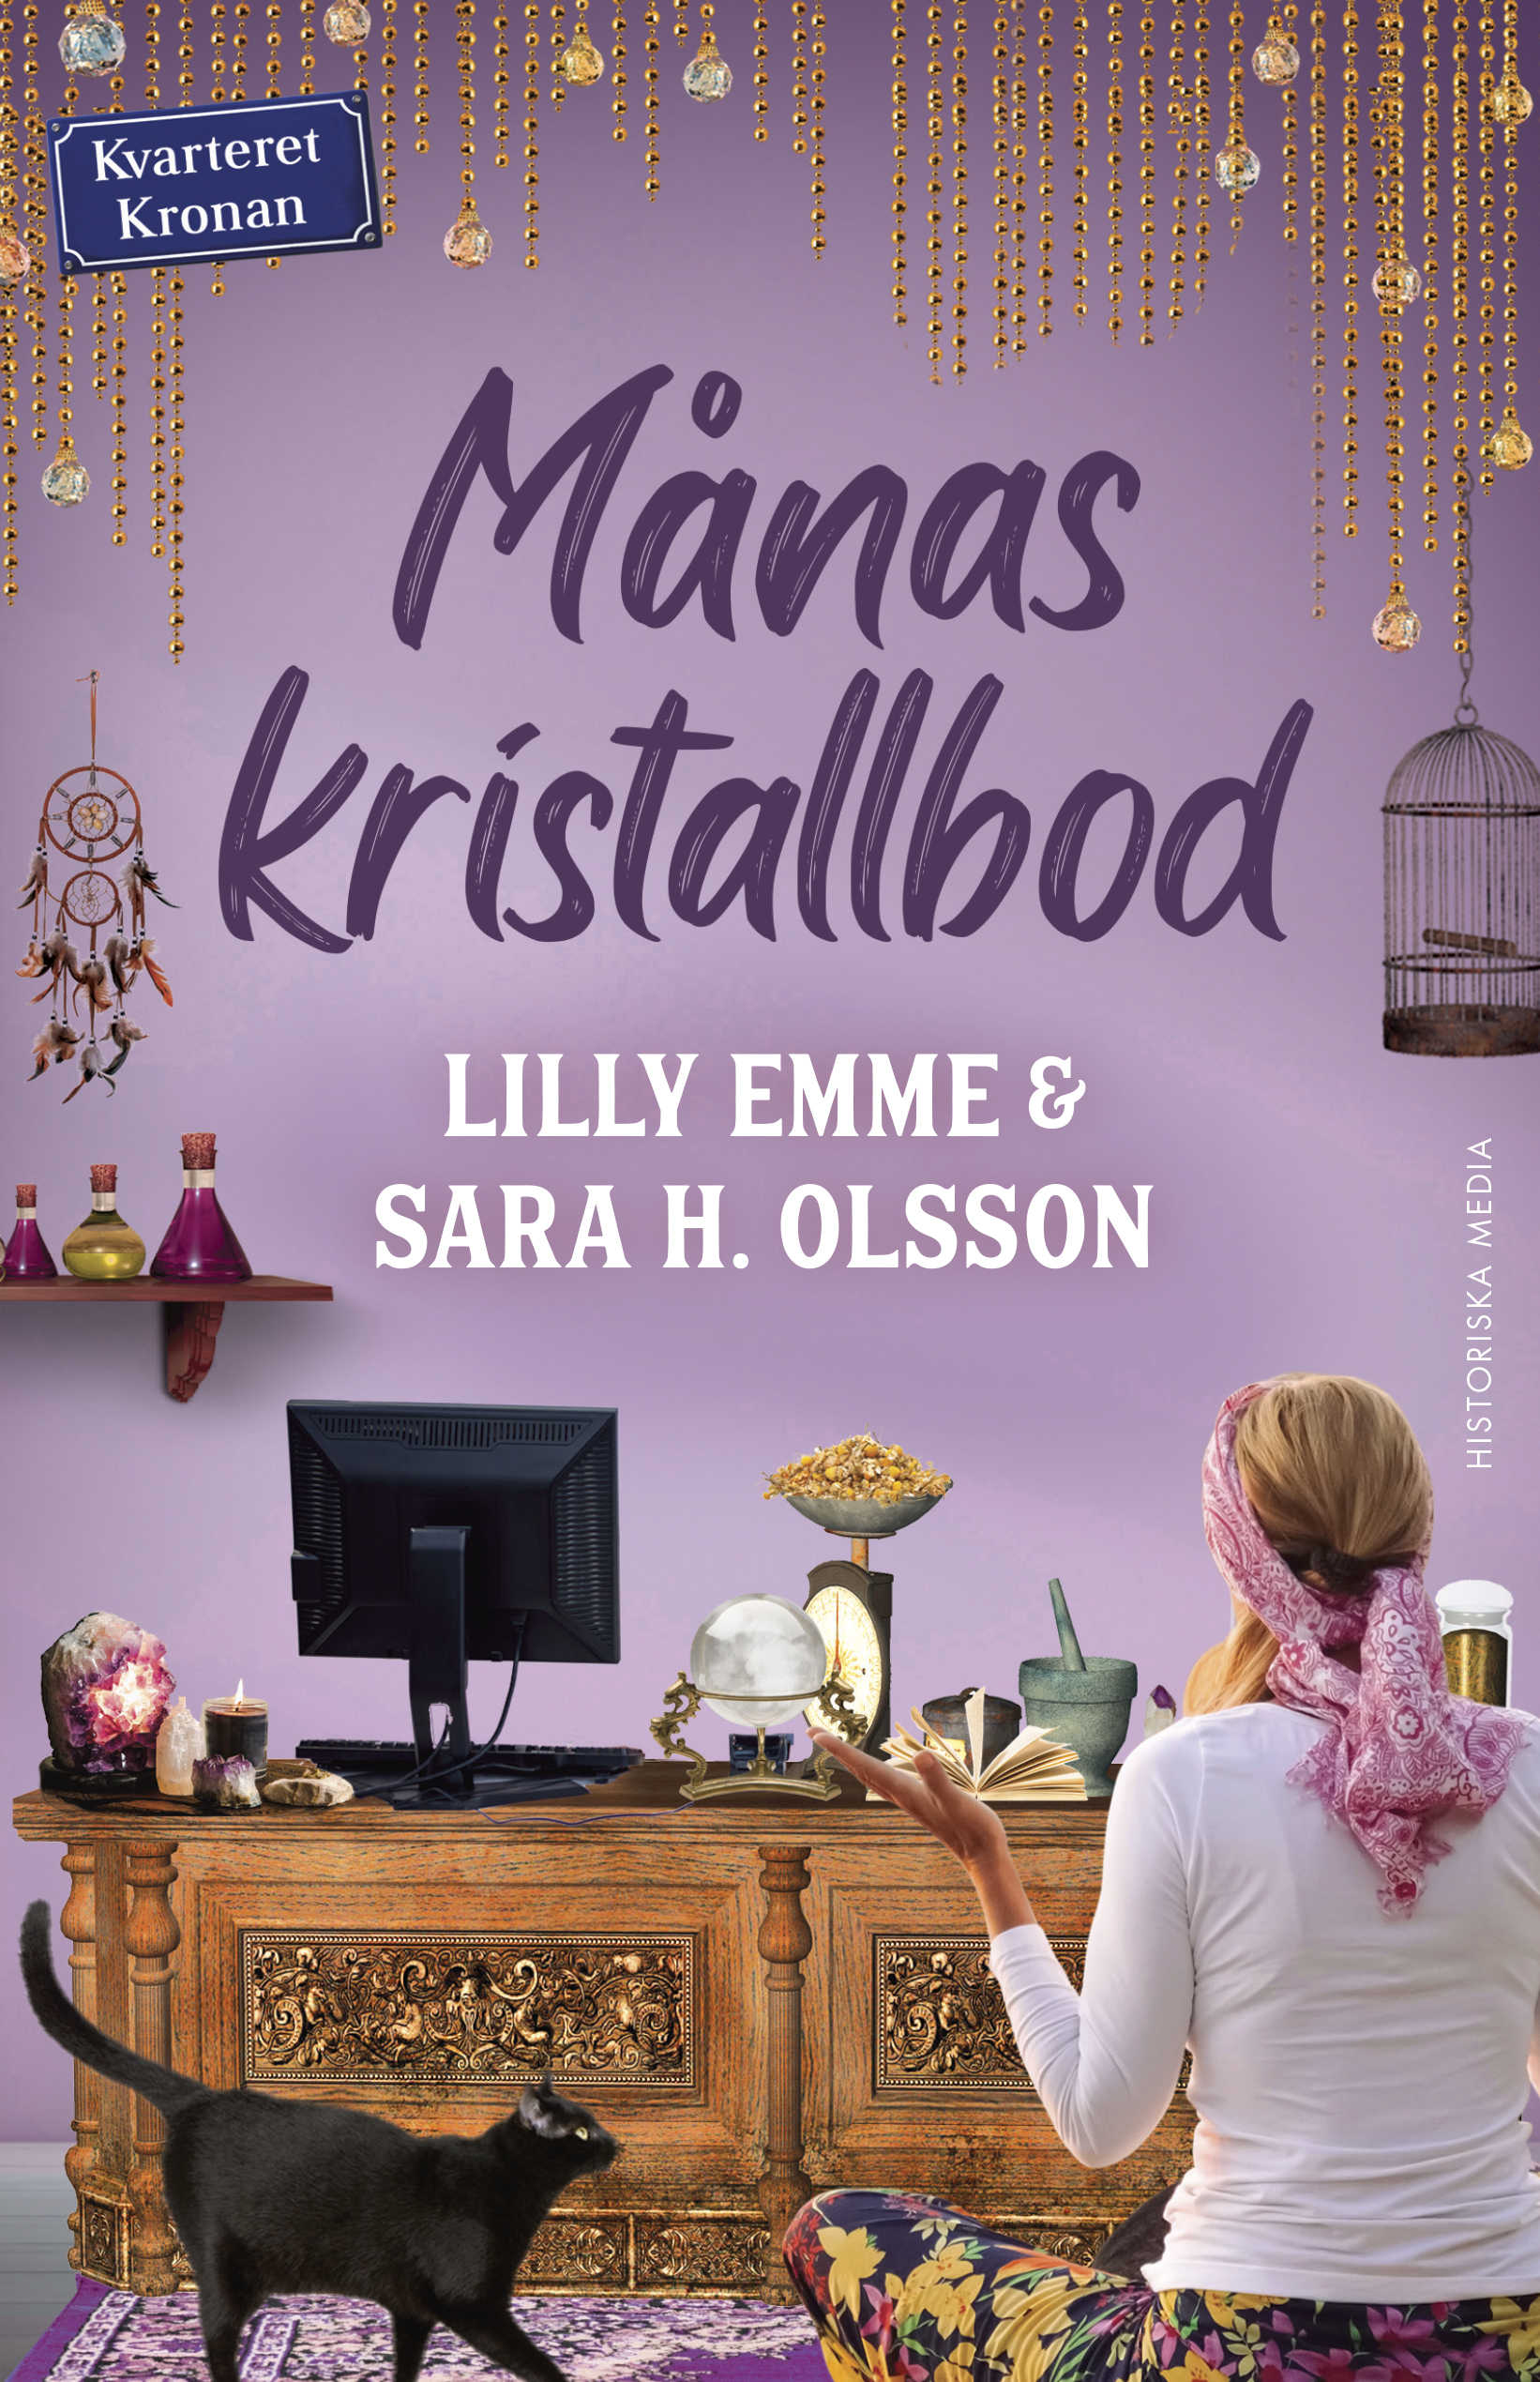 Kvarteret
Kronan
Månas
kristallbod
LILLY EMME &
SARA H. OLSSON
HISTORISKA MEDIA